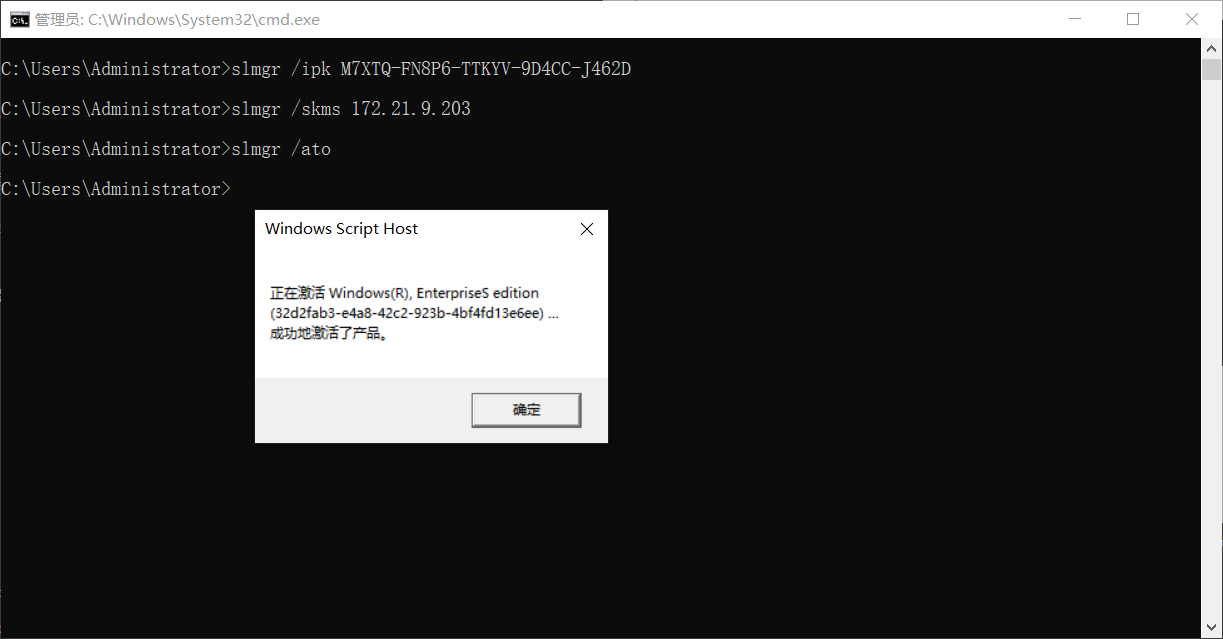 管理员: C:\Windows\System32\cmd.exe
C:\Users\Administrator>slmgr /ipk M7XTQ-FN8P6-TTKYV-9D4CC-J462D
C:\Users\Administrator>slmgr /skms 172.21.9.203
C:\Users\Administrator>slmgr /ato
C:\Users\Administrator>
Windows Script Host
正在激活 Windows(R), EnterpriseS edition
(32d2fab3-e4a8-42c2-923b-4bf4fd13e6ee) ...
成功地激活了产品。
确定